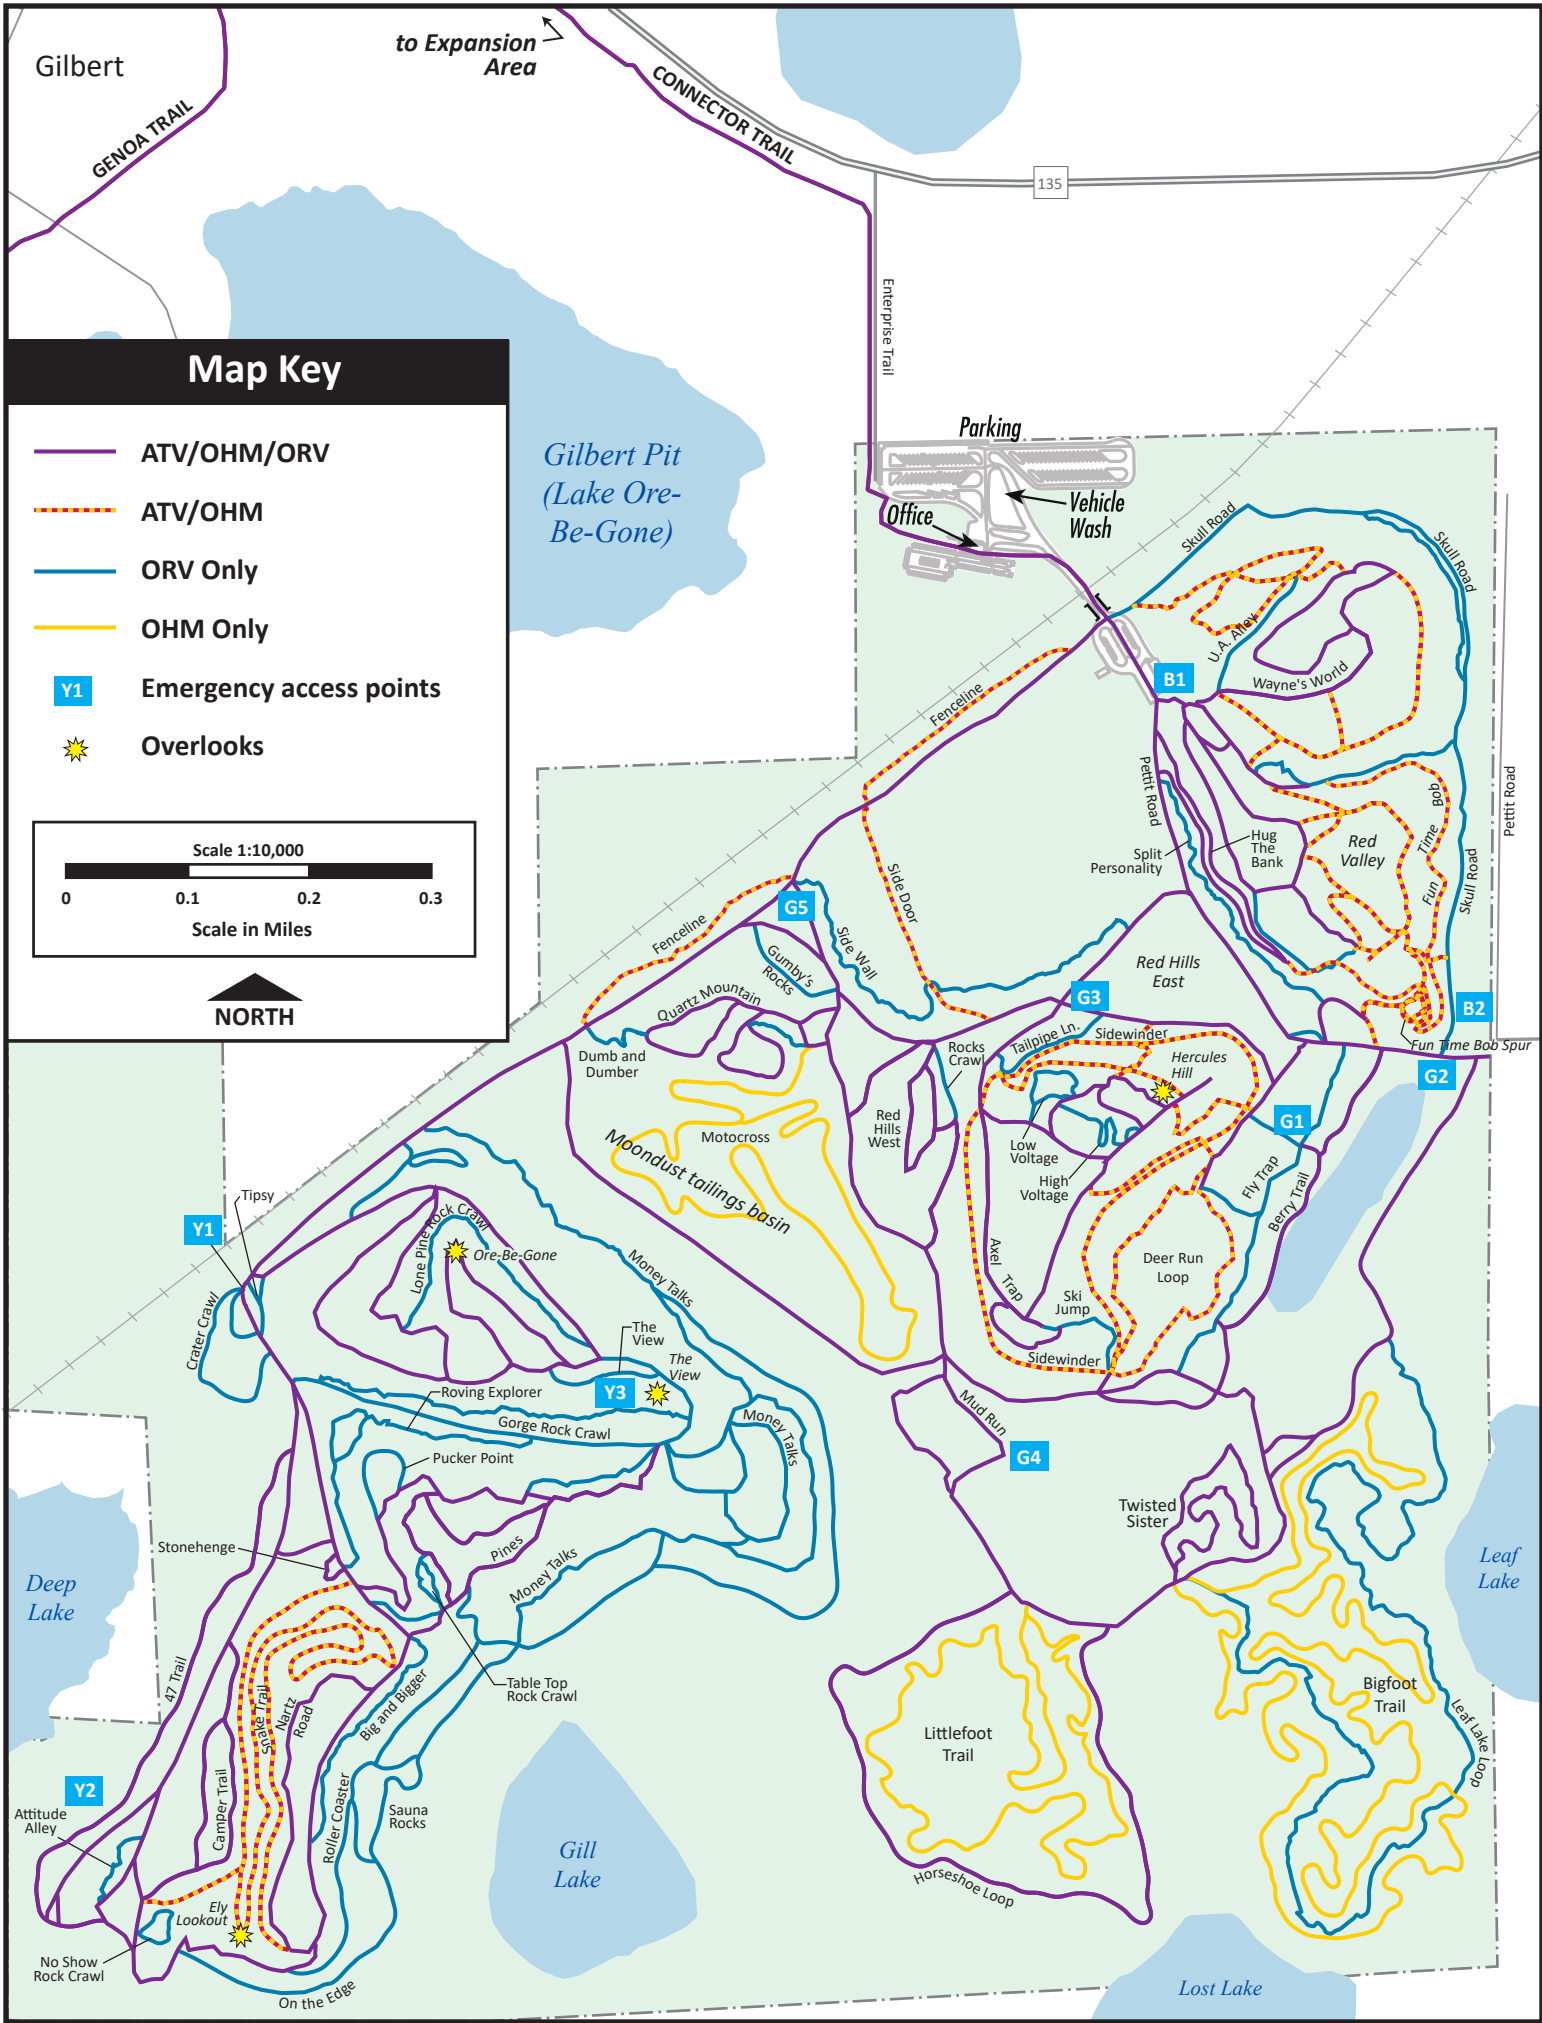 Gilbert
to Expansion
Area
GENOA TRAIL
CONNECTOR TRAIL
135
Enterprise Trail
Map Key
ATV/OHM/ORV
ATV/OHM
ORV Only
OHM Only
Y1
Emergency access points
Overlooks
Scale 1:10,000
0
0.1
0.2
0.3
Scale in Miles
NORTH
Gilbert Pit
(Lake Ore-
Be-Gone)
Parking
Vehicle
Wash
Office
Skull Road
Skull Road
U.A. Alley
B1
Wayne's World
Fenceline
Pettit Road
Pettit Road
Bob
Time
Fun
Red
Valley
Hug
The
Bank
Split
Personality
Skull Road
Side Door
G5
Fenceline
Side Wall
Gumby's
Rocks
Quartz Mountain
Red Hills
East
G3
B2
Fun Time Bob Spur
G2
Dumb and
Dumber
Rocks
Crawl
Tailpipe Ln.
Sidewinder
Hercules
Hill
Motocross
Moondust tailings basin
Red
Hills
West
Low
Voltage
High
Voltage
G1
Fly Trap
Berry Trail
Tipsy
Y1
Lone Pine Rock Crawl
Ore-Be-Gone
Money Talks
Axel
Trap
Deer Run
Loop
Ski
Jump
Crater Crawl
The
View
The
View
Y3
Sidewinder
Roving Explorer
Gorge Rock Crawl
Money Talks
Mud Run
G4
Pucker Point
Twisted
Sister
Stonehenge
Pines
Money Talks
Leaf
Lake
Deep
Lake
47 Trail
Snake Trail
Nartz
Road
Big and Bigger
Table Top
Rock Crawl
Bigfoot
Trail
Leaf Lake Loop
Littlefoot
Trail
Y2
Attitude
Alley
Camper Trail
Roller Coaster
Sauna
Rocks
Gill
Lake
Horseshoe Loop
Ely
Lookout
No Show
Rock Crawl
On the Edge
Lost Lake